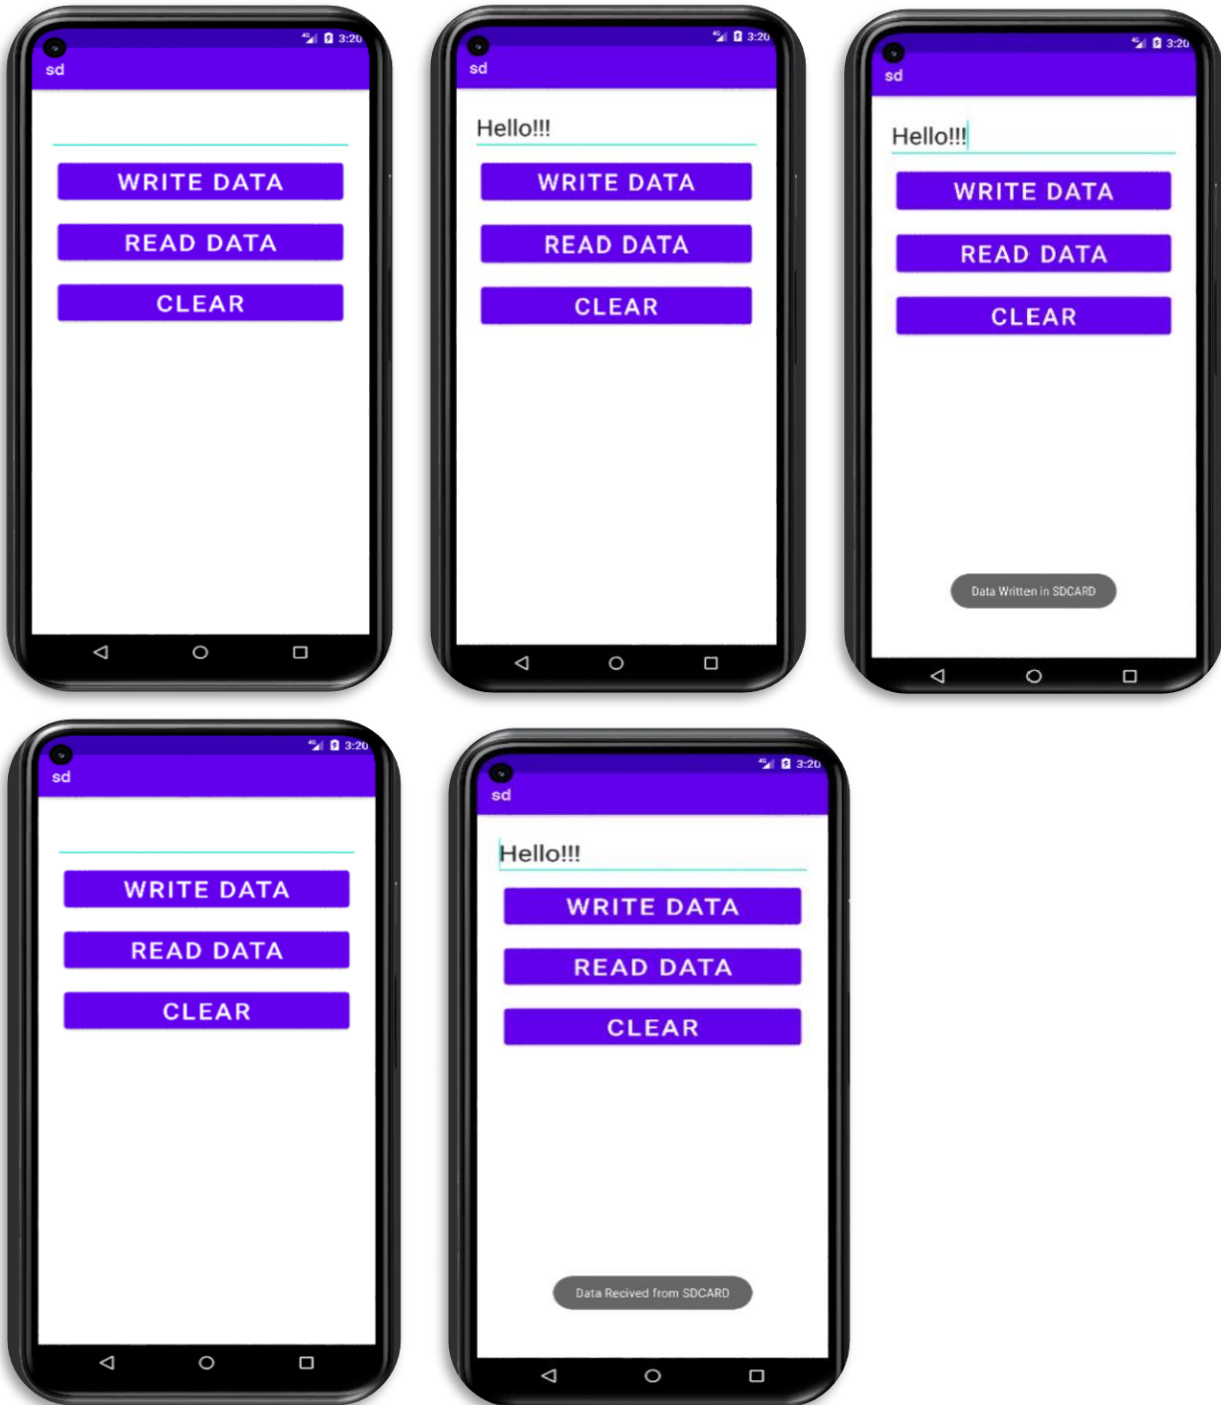 3:20
sd
WRITE DATA
READ DATA
CLEAR
3:20
sd
Hello!!!
WRITE DATA
READ DATA
CLEAR
3:20
sd
Hello!!!
WRITE DATA
READ DATA
CLEAR
Data Written in SDCARD
3:20
sd
WRITE DATA
READ DATA
CLEAR
3:20
sd
Hello!!!
WRITE DATA
READ DATA
CLEAR
Data Recived from SDCARD